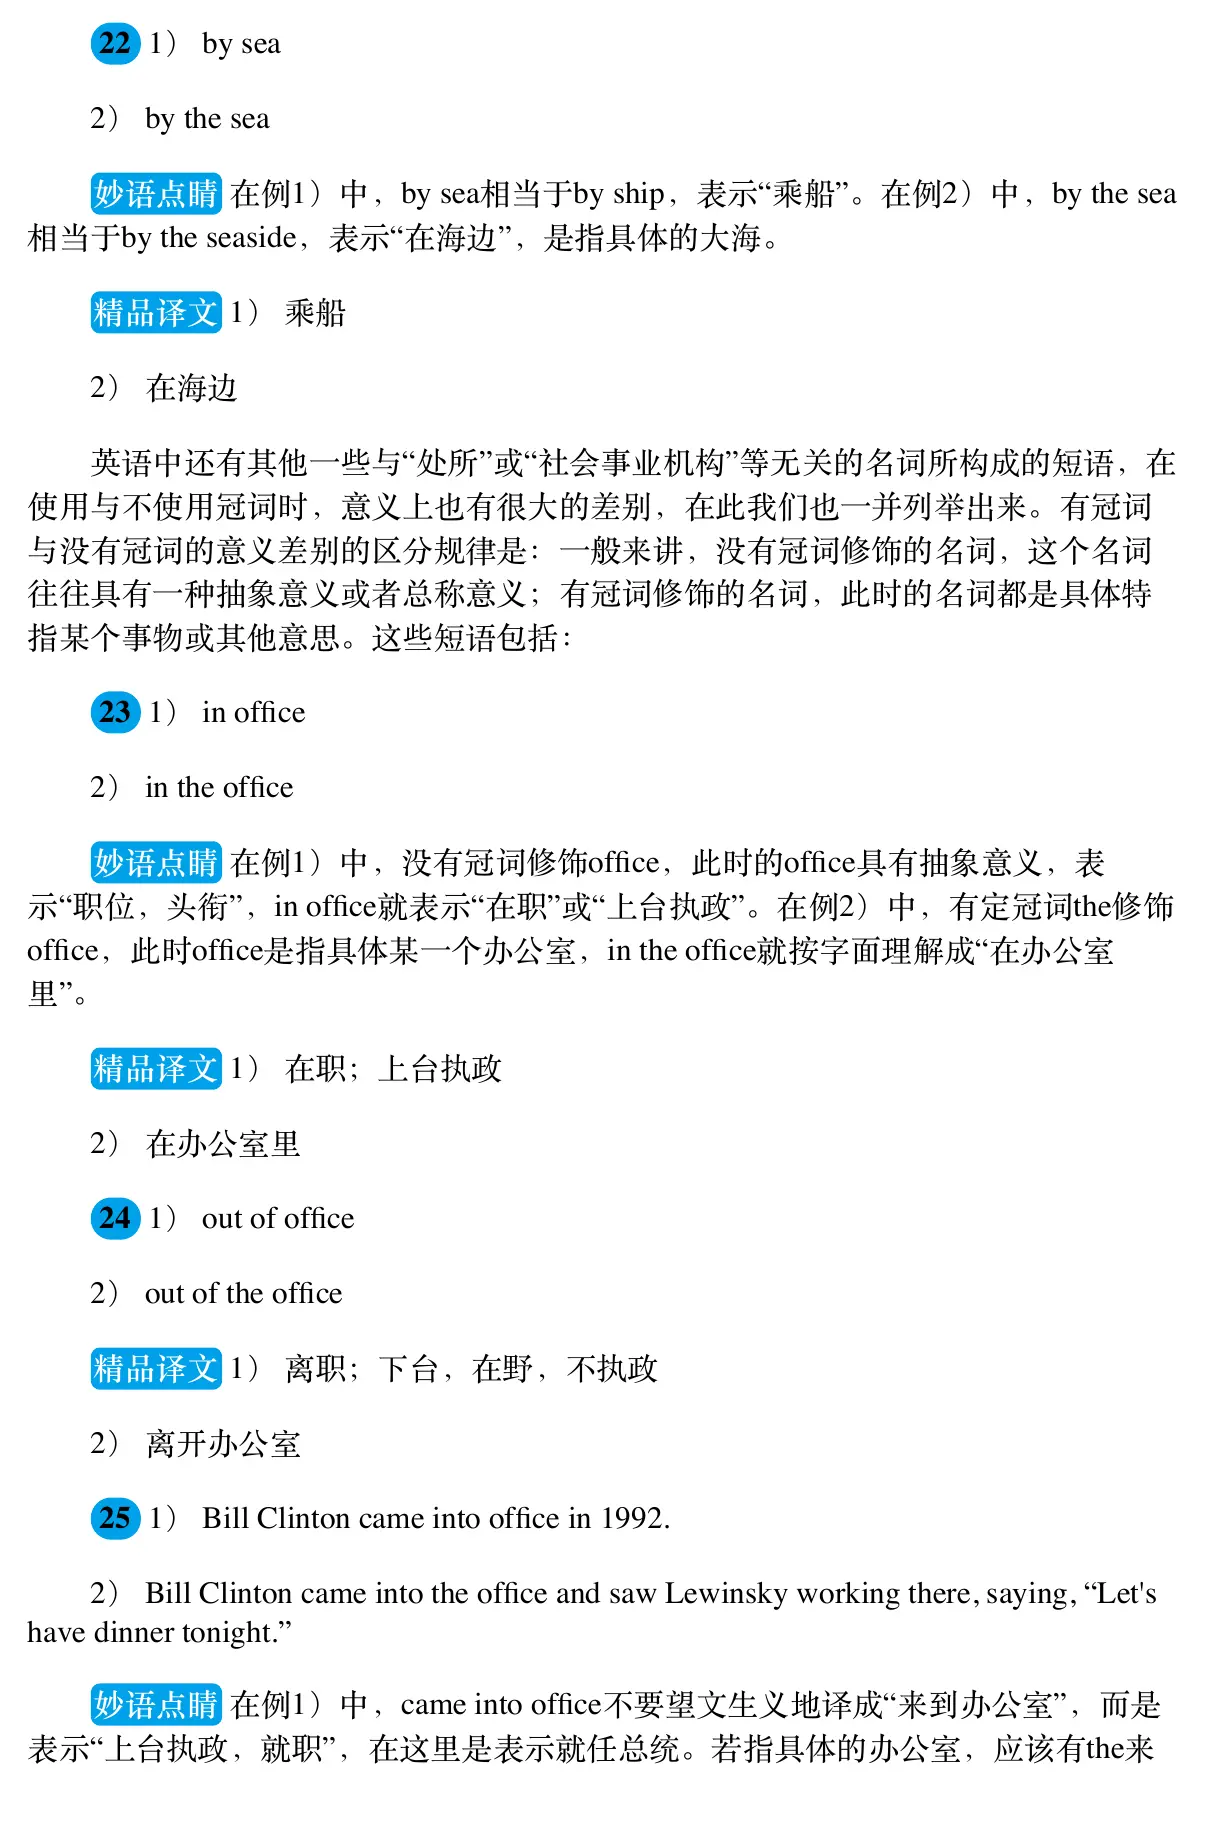 22 1） by sea
2） by the sea
妙语点睛 在例1）中，by sea相当于by ship，表示“乘船”。在例2）中，by the sea
相当于by the seaside，表示“在海边”，是指具体的大海。
精品译文 1） 乘船
2） 在海边
英语中还有其他一些与“处所”或“社会事业机构”等无关的名词所构成的短语，在
使用与不使用冠词时，意义上也有很大的差别，在此我们也一并列举出来。有冠词
与没有冠词的意义差别的区分规律是：一般来讲，没有冠词修饰的名词，这个名词
往往具有一种抽象意义或者总称意义；有冠词修饰的名词，此时的名词都是具体特
指某个事物或其他意思。这些短语包括：
23 1） in office
2） in the office
妙语点睛 在例1）中，没有冠词修饰office，此时的office具有抽象意义，表
示“职位，头衔”，in office就表示“在职”或“上台执政”。在例2）中，有定冠词the修饰
office，此时office是指具体某一个办公室，in the office就按字面理解成“在办公室
里”。
精品译文 1） 在职；上台执政
2） 在办公室里
24 1） out of office
2） out of the office
精品译文 1） 离职；下台，在野，不执政
2） 离开办公室
25 1） Bill Clinton came into office in 1992.
2） Bill Clinton came into the office and saw Lewinsky working there, saying, “Let's
have dinner tonight.”
妙语点睛 在例1）中，came into office不要望文生义地译成“来到办公室”，而是
表示“上台执政，就职”，在这里是表示就任总统。若指具体的办公室，应该有the来